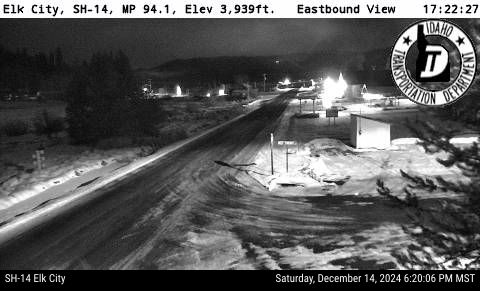 Elk City, SH-14, MP 94.1, Elev 3,939ft. Eastbound View 17:22:27
IDAHO
TRANSPORTATION DEPARTMENT
SH-14 Elk City Saturday, December 14, 2024 6:20:06 PM MST